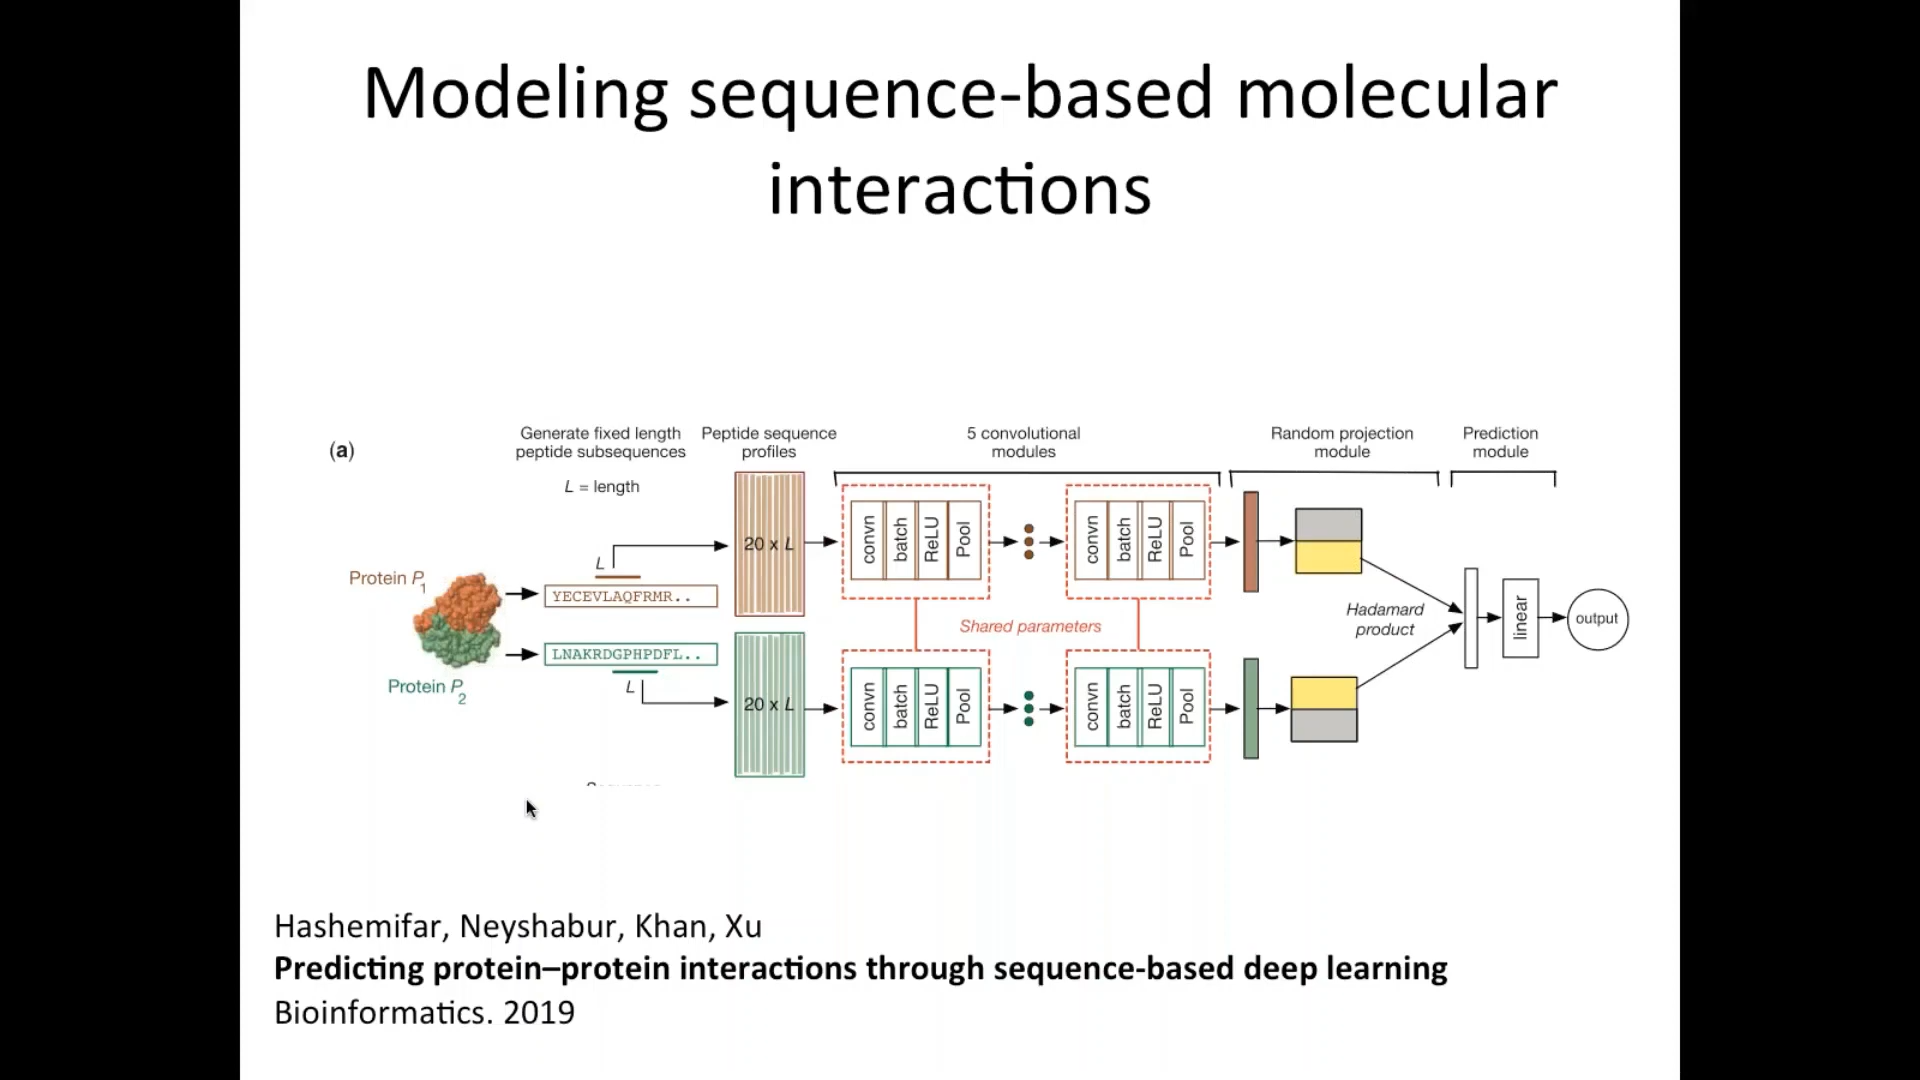 Modeling sequence-based molecular
interactions
(a)
Generate fixed length
peptide subsequences
L = length
Peptide sequence
profiles
5 convolutional
modules
Random projection
module
Prediction
module
Protein P1
L
YECEVLAQFRMR..
20 x L
convn
batch
ReLU
Pool
convn
batch
ReLU
Pool
Shared parameters
Hadamard
product
linear
output
LNAKRDGPHPDFL..
Protein P2
L
20 x L
convn
batch
ReLU
Pool
convn
batch
ReLU
Pool
Hashemifar, Neyshabur, Khan, Xu
Predicting protein–protein interactions through sequence-based deep learning
Bioinformatics. 2019